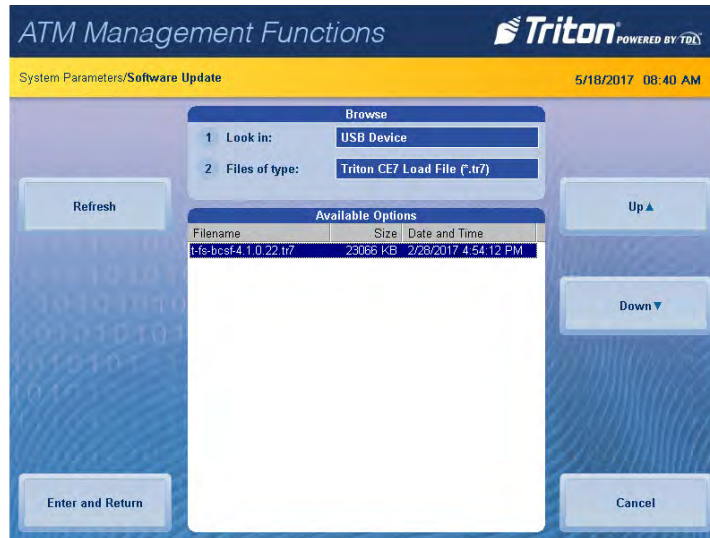 ATM Management Functions
Triton POWERED BY TDL
System Parameters/Software Update
5/18/2017 08:40 AM
Browse
1 Look in: USB Device
2 Files of type: Triton CE7 Load File (*.tr7)
Refresh
Up▲
Available Options
Filename Size Date and Time
t-fs-bcsf-4.1.0.22.tr7 23066 KB 2/28/2017 4:54:12 PM
Down▼
Enter and Return
Cancel